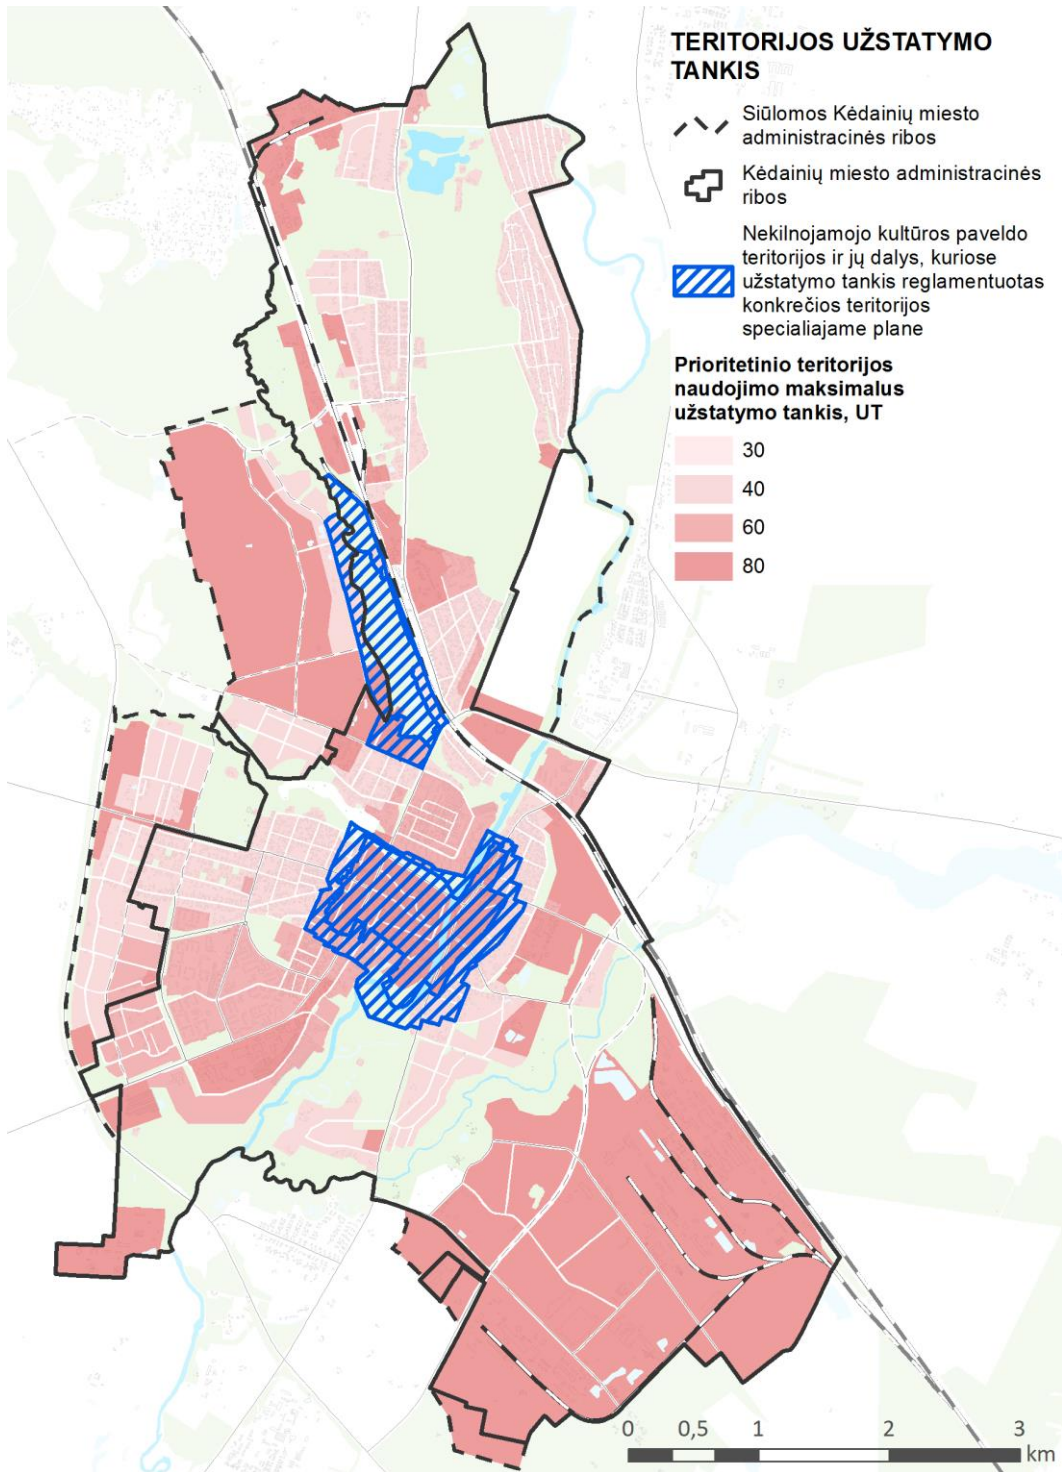 TERITORIJOS UŽSTATYMO
TANKIS
Siūlomos Kėdainių miesto
administracinės ribos
Kėdainių miesto administracinės
ribos
Nekilnojamojo kultūros paveldo
teritorijos ir jų dalys, kuriose
užstatymo tankis reglamentuotas
konkrečios teritorijos
specialiajame plane
Prioritetinio teritorijos
naudojimo maksimalus
užstatymo tankis, UT
30
40
60
80
0 0,5 1 2 3
km